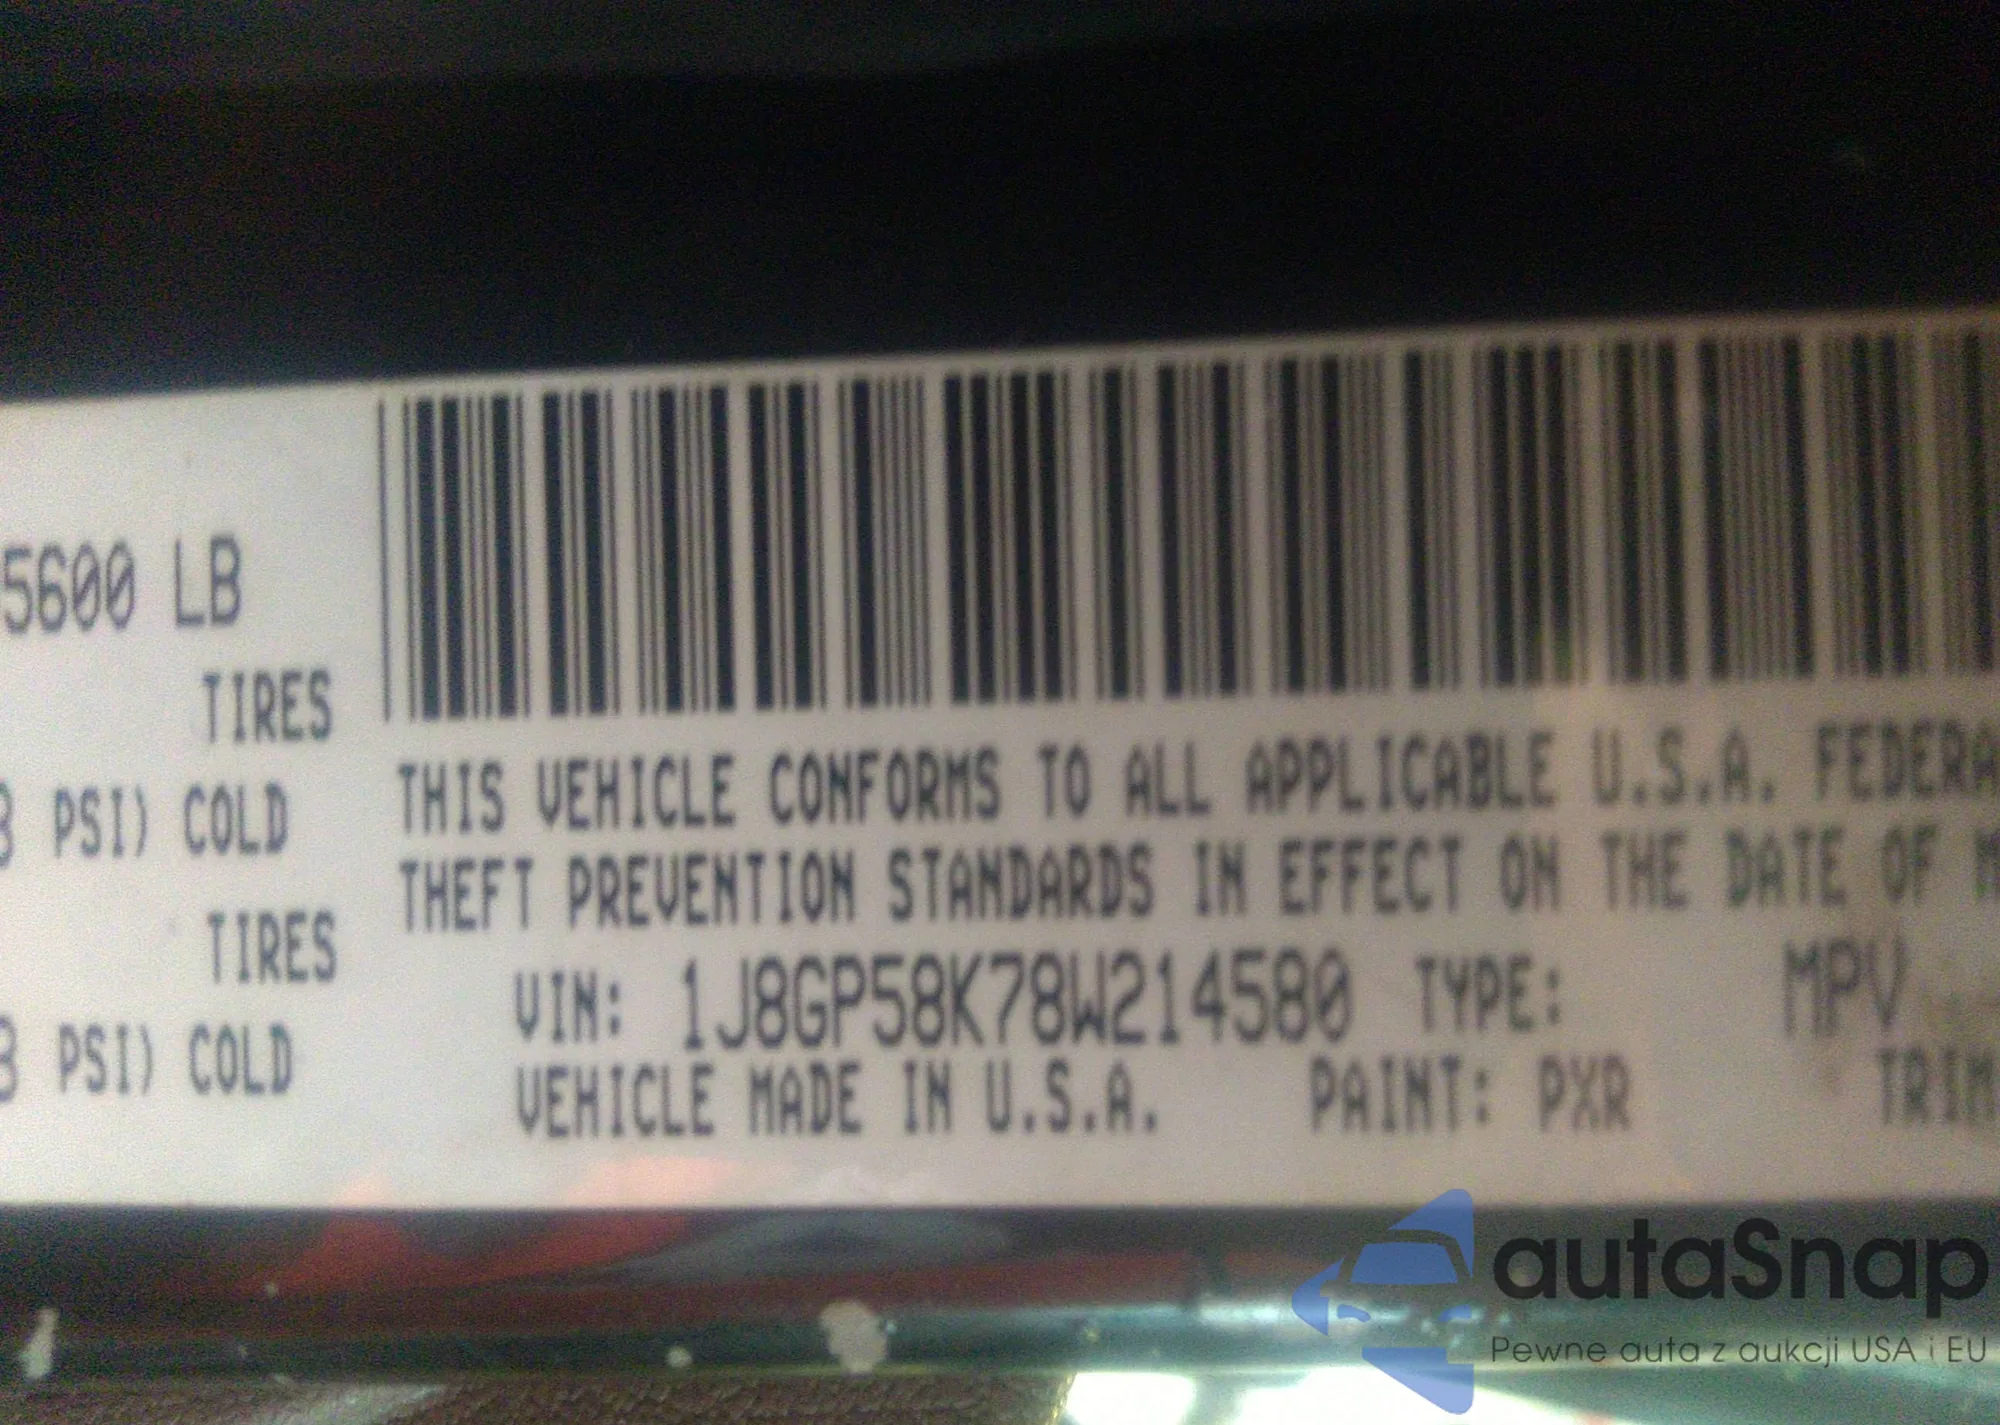 5600 LB
TIRES
PSI) COLD
TIRES
PSI) COLD
THIS VEHICLE CONFORMS TO ALL APPLICABLE U.S.A. FEDERA
THEFT PREVENTION STANDARDS IN EFFECT ON THE DATE OF M
VIN: 1J8GP58K78W214580 TYPE: MPV
VEHICLE MADE IN U.S.A. PAINT: PXR TRIM
autaSnap
Pewne auta z aukcji USA i EU